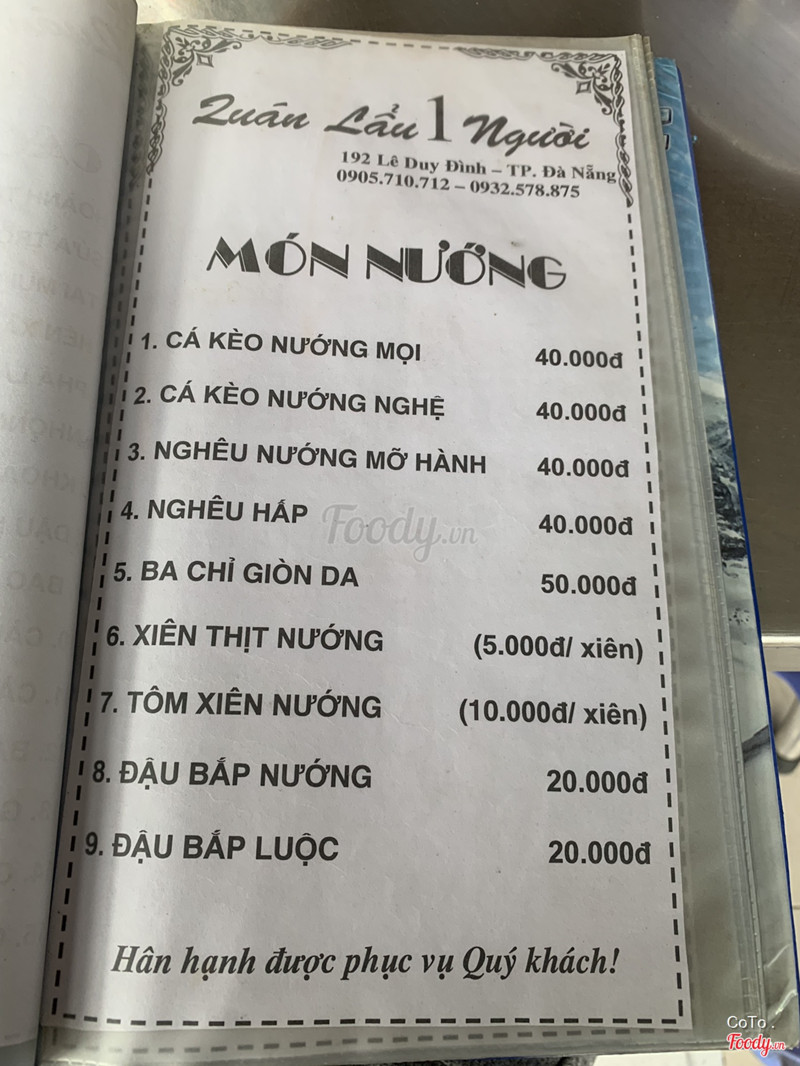 Quán Lẩu 1 Người
192 Lê Duy Đình – TP. Đà Nẵng
0905.710.712 – 0932.578.875
MÓN NƯỚNG
1. CÁ KÈO NƯỚNG MỌI 40.000đ
2. CÁ KÈO NƯỚNG NGHỆ 40.000đ
3. NGHÊU NƯỚNG MỠ HÀNH 40.000đ
4. NGHÊU HẤP 40.000đ
Foody.vn
5. BA CHỈ GIÒN DA 50.000đ
6. XIÊN THỊT NƯỚNG (5.000đ/ xiên)
7. TÔM XIÊN NƯỚNG (10.000đ/ xiên)
8. ĐẬU BẮP NƯỚNG 20.000đ
9. ĐẬU BẮP LUỘC 20.000đ
Hân hạnh được phục vụ Quý khách!
CoTo .
Foody.vn